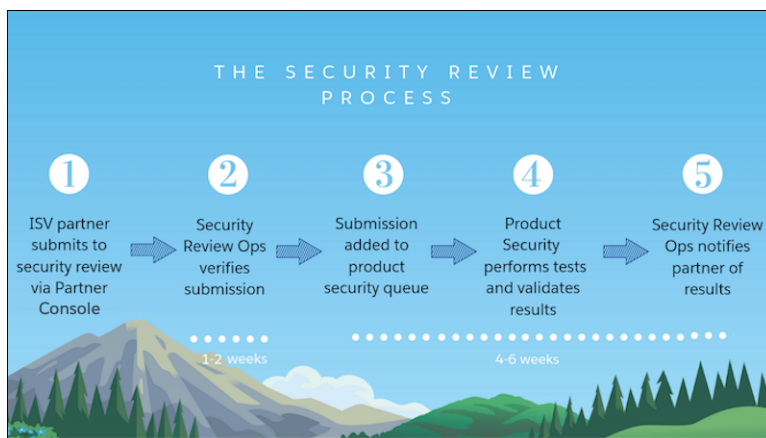 THE SECURITY REVIEW
PROCESS
1
ISV partner
submits to
security review
via Partner
Console
2
Security
Review Ops
verifies
submission
3
Submission
added to
product
security queue
4
Product
Security
performs tests
and validates
results
5
Security Review
Ops notifies
partner of
results
1-2 weeks
4-6 weeks